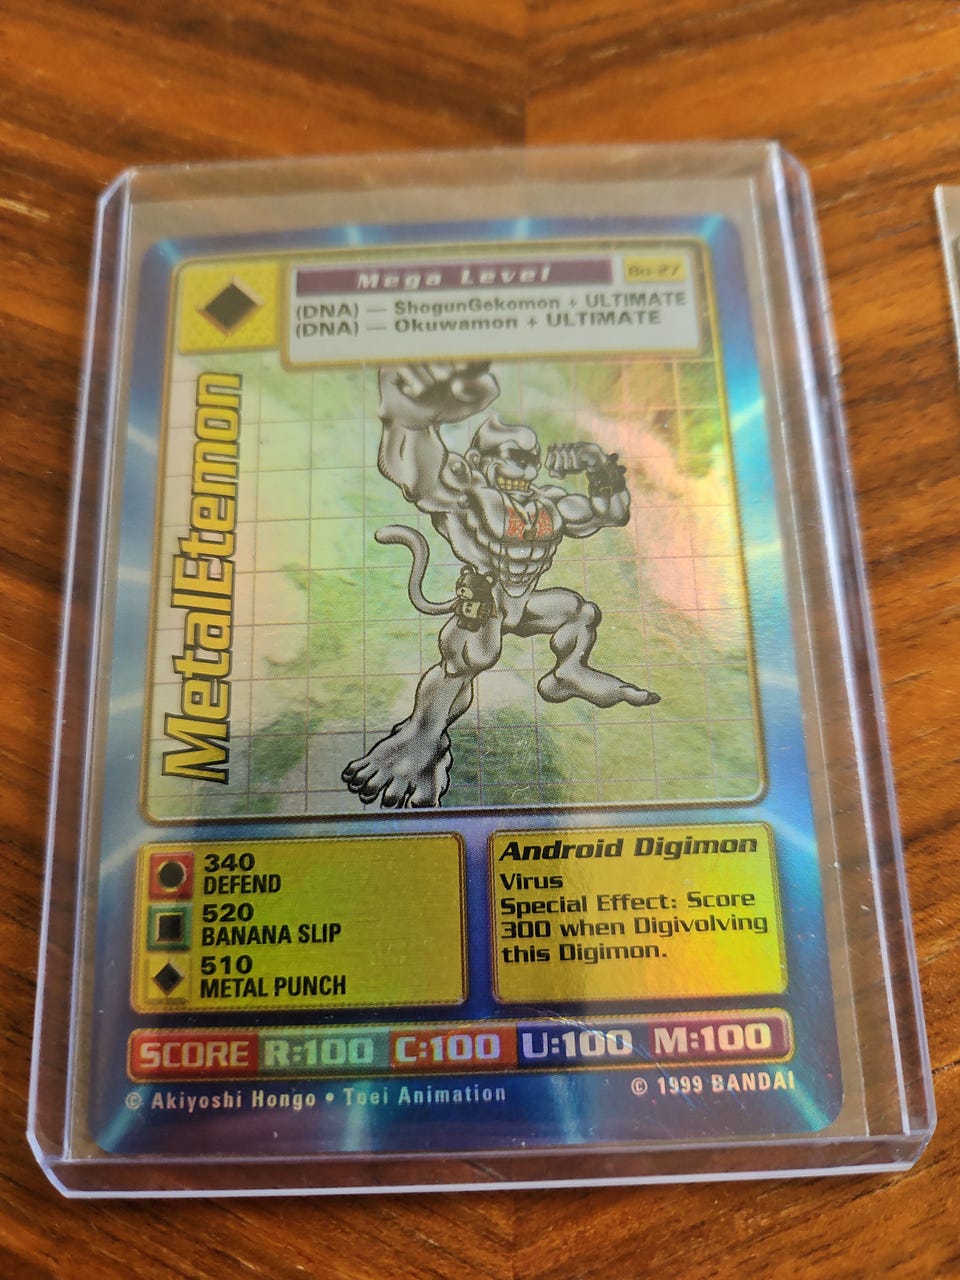 Mega Level
Bo-27
(DNA) — ShogunGekomon + ULTIMATE
(DNA) — Okuwamon + ULTIMATE
MetalEtemon
340
DEFEND
520
BANANA SLIP
510
METAL PUNCH
Android Digimon
Virus
Special Effect: Score
300 when Digivolving
this Digimon.
SCORE R:100 C:100 U:100 M:100
© Akiyoshi Hongo • Toei Animation
© 1999 BANDAI